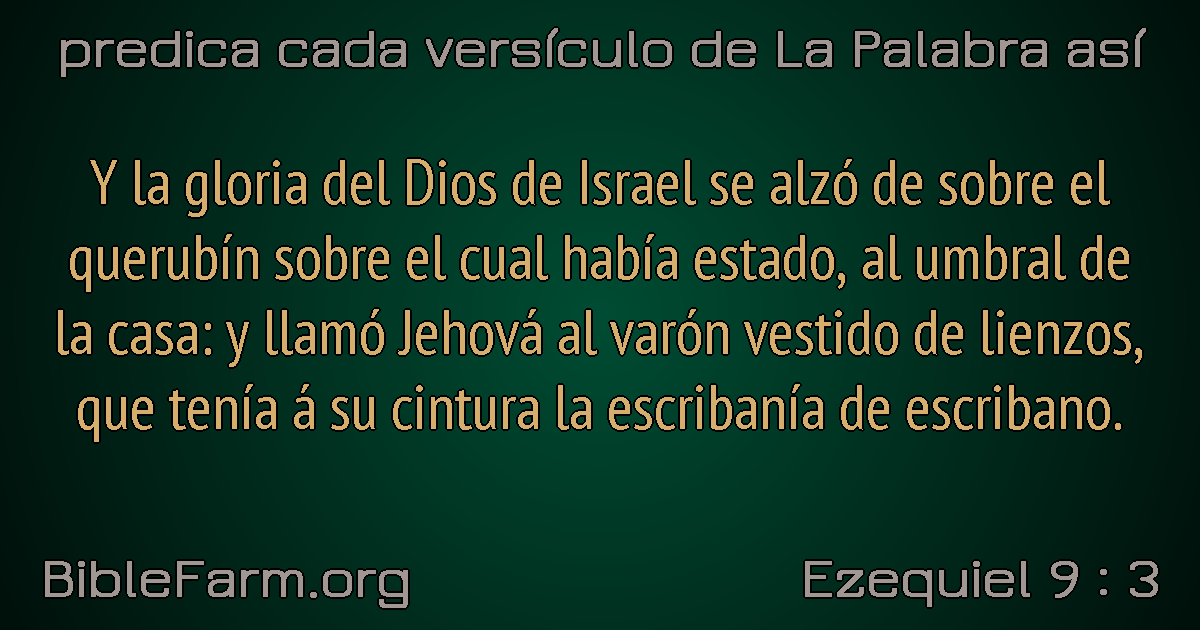 predica cada versículo de La Palabra así
Y la gloria del Dios de Israel se alzó de sobre el
querubín sobre el cual había estado, al umbral de
la casa: y llamó Jehová al varón vestido de lienzos,
que tenía á su cintura la escribanía de escribano.
BibleFarm.org
Ezequiel 9 : 3